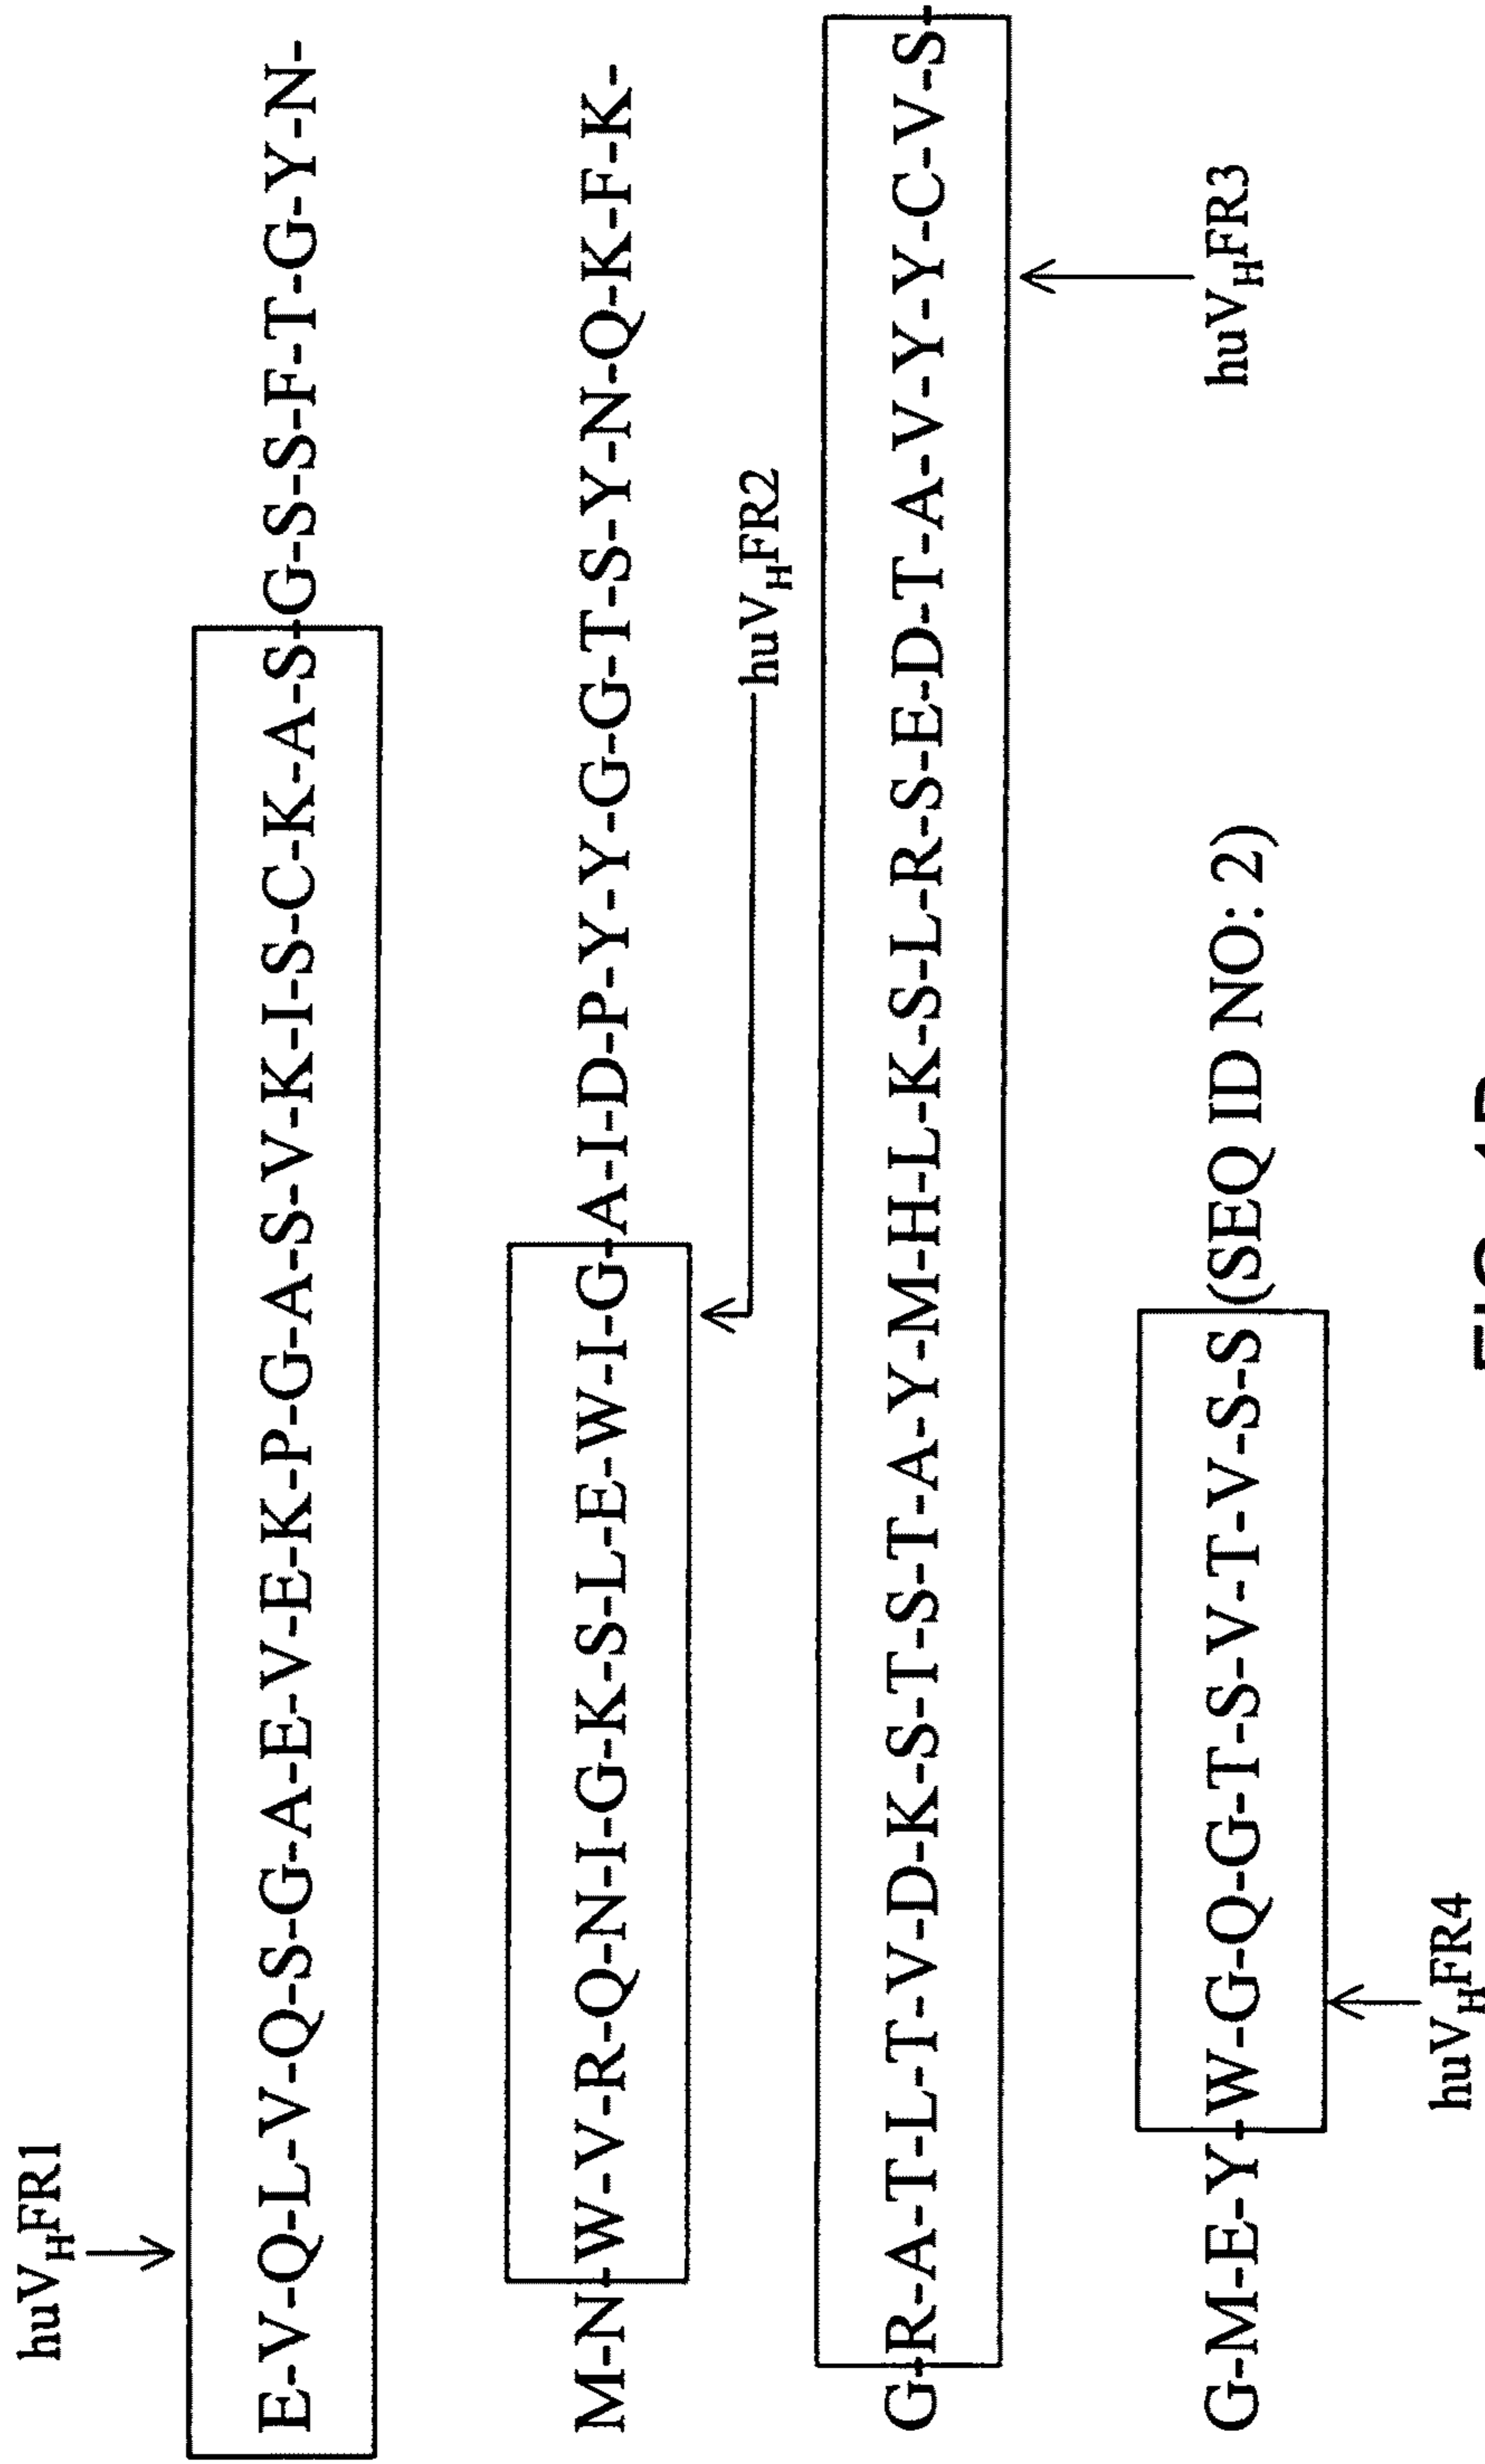 huVHFR1
E-V-Q-L-V-Q-S-G-A-E-V-E-K-P-G-A-S-V-K-I-S-C-K-A-S-G-S-S-F-T-G-Y-N-
M-N-W-V-R-Q-N-I-G-K-S-L-E-W-I-G-A-I-D-P-Y-Y-G-G-T-S-Y-N-Q-K-F-K-
huVHFR2
G-R-A-T-L-T-V-D-K-S-T-S-T-A-Y-M-H-L-K-S-L-R-S-E-D-T-A-V-Y-Y-C-V-S-
huVHFR3
G-M-E-Y-W-G-Q-G-T-S-V-T-V-S-S (SEQ ID NO: 2)
huVHFR4